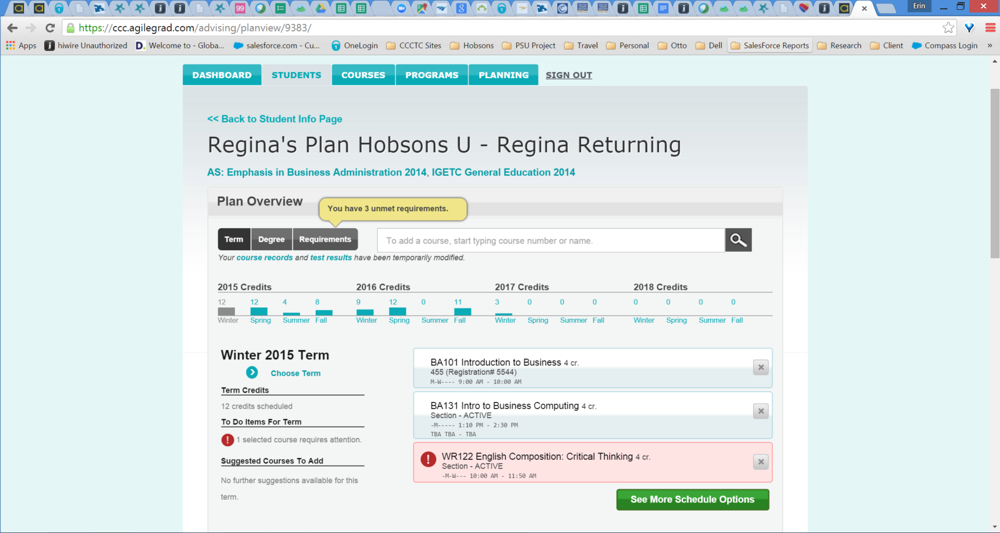 Erin
https://ccc.agilegrad.com/advising/planview/9383/
Apps hiwire Unauthorized D. Welcome to - Globa... salesforce.com - Cu... OneLogin CCCTC Sites Hobsons PSU Project Travel Personal Otto Dell SalesForce Reports Research Client Compass Login »
DASHBOARD STUDENTS COURSES PROGRAMS PLANNING SIGN OUT
<< Back to Student Info Page
Regina's Plan Hobsons U - Regina Returning
AS: Emphasis in Business Administration 2014, IGETC General Education 2014
Plan Overview
You have 3 unmet requirements.
Term Degree Requirements
To add a course, start typing course number or name.
Your course records and test results have been temporarily modified.
2015 Credits 2016 Credits 2017 Credits 2018 Credits
12 12 4 8 9 12 0 11 3 0 0 0 0 0 0 0
Winter Spring Summer Fall Winter Spring Summer Fall Winter Spring Summer Fall Winter Spring Summer Fall
Winter 2015 Term
Choose Term
Term Credits
12 credits scheduled
To Do Items For Term
! 1 selected course requires attention.
Suggested Courses To Add
No further suggestions available for this
term.
BA101 Introduction to Business 4 cr.
455 (Registration# 5544)
M-W---- 9:00 AM - 10:00 AM
BA131 Intro to Business Computing 4 cr.
Section - ACTIVE
-M----- 1:10 PM - 2:30 PM
TBA TBA - TBA
! WR122 English Composition: Critical Thinking 4 cr.
Section - ACTIVE
-M-W--- 10:00 AM - 11:50 AM
See More Schedule Options